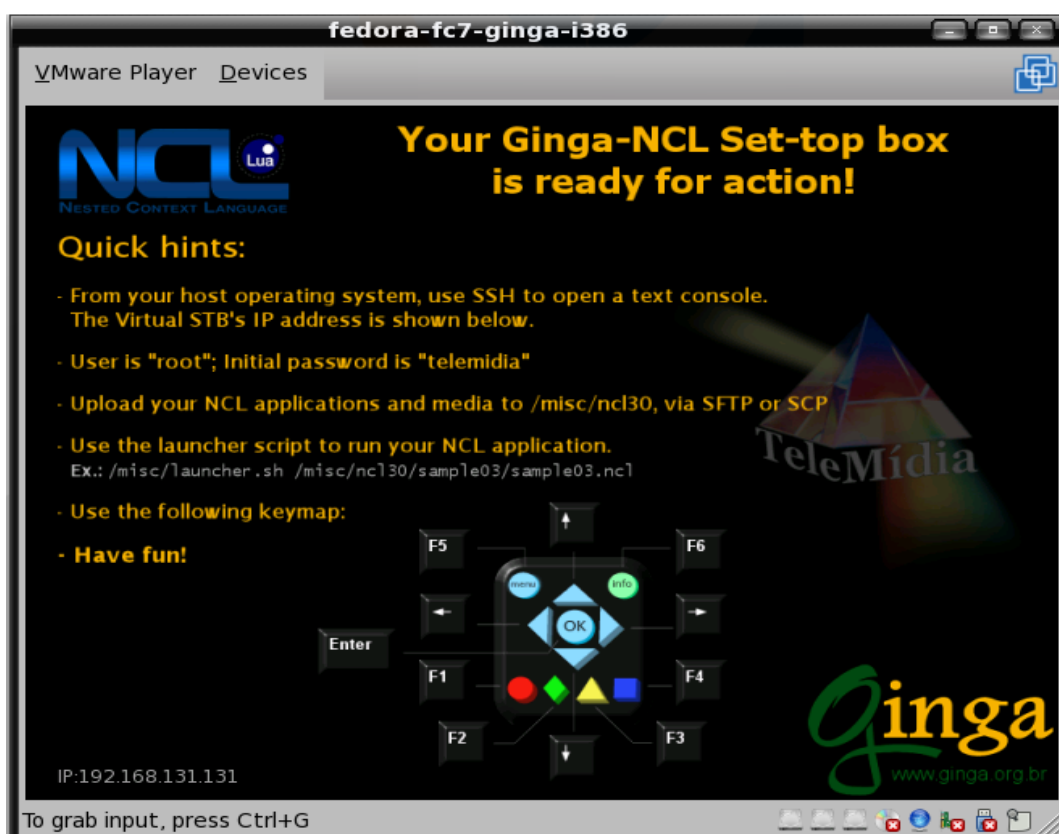 fedora-fc7-ginga-i386
VMware Player Devices
NCL
Lua
NESTED CONTEXT LANGUAGE
Your Ginga-NCL Set-top box
is ready for action!
Quick hints:
- From your host operating system, use SSH to open a text console.
The Virtual STB's IP address is shown below.
- User is "root"; Initial password is "telemidia"
- Upload your NCL applications and media to /misc/ncl30, via SFTP or SCP
- Use the launcher script to run your NCL application.
Ex.: /misc/launcher.sh /misc/ncl30/sample03/sample03.ncl
TeleMídia
- Use the following keymap:
- Have fun!
F5
F6
menu
info
OK
Enter
F1
F4
F2
F3
ginga
www.ginga.org.br
IP:192.168.131.131
To grab input, press Ctrl+G